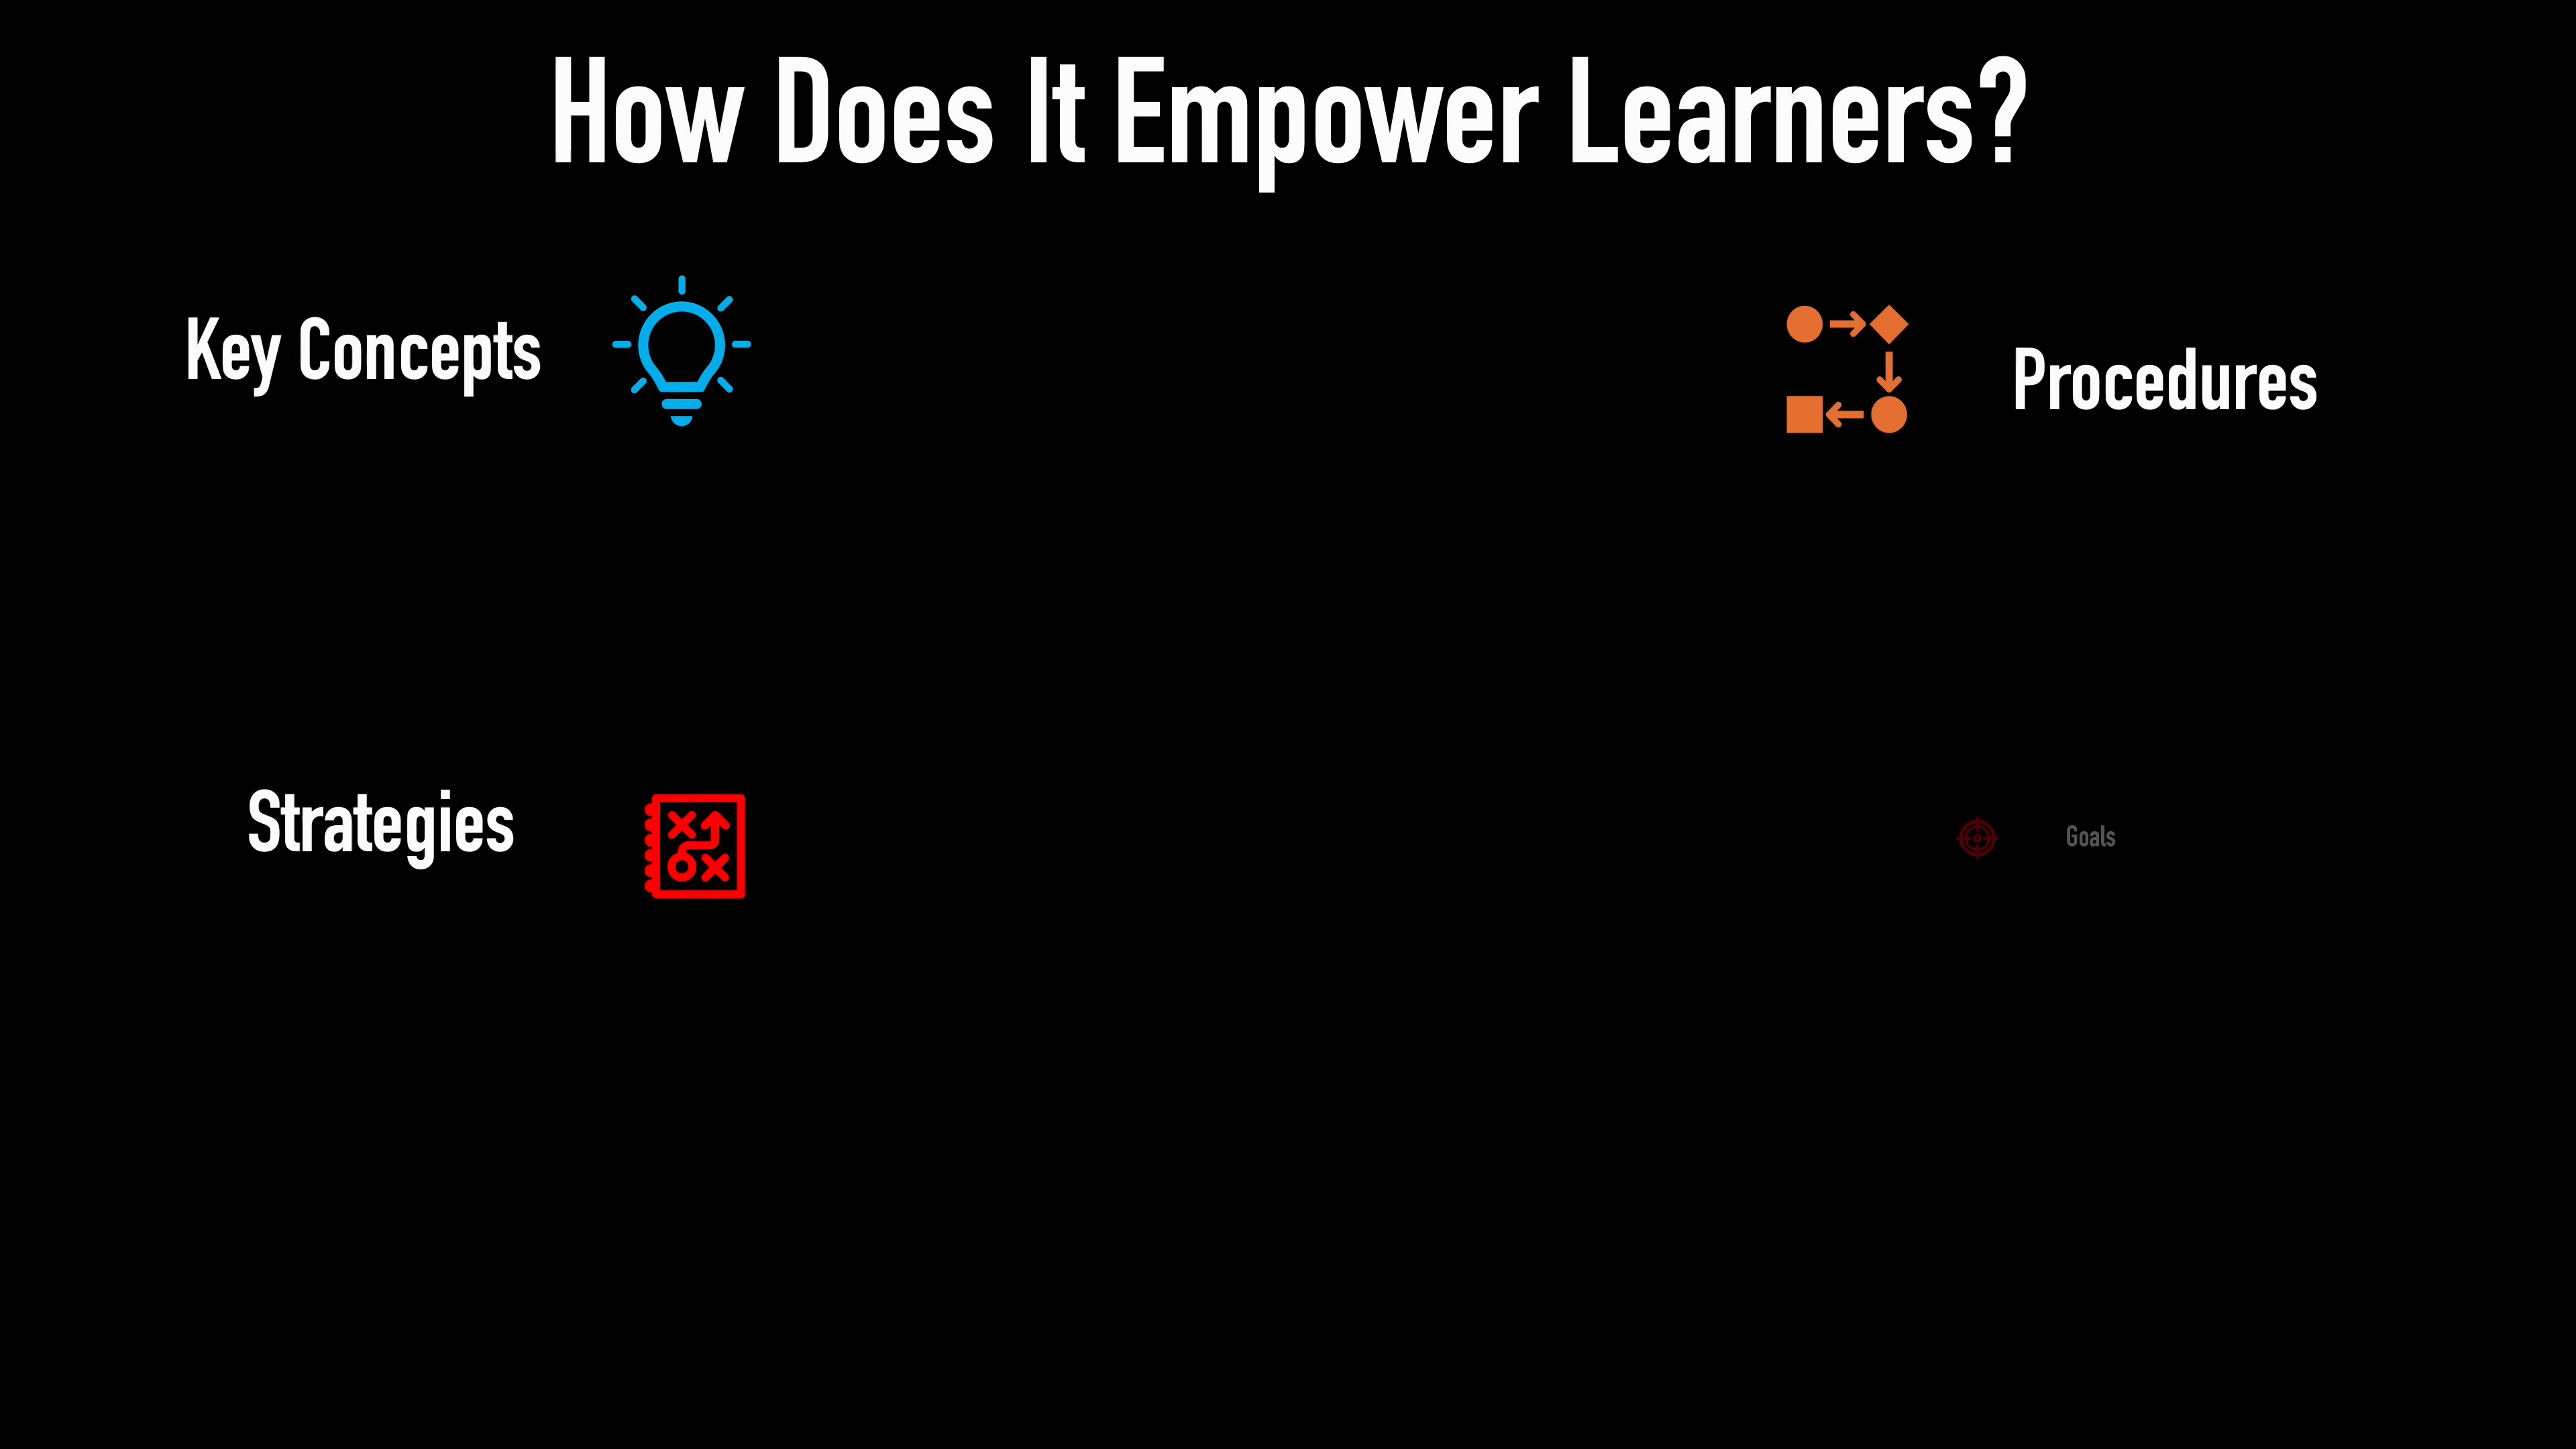 How Does It Empower Learners?
Key Concepts
Procedures
Strategies
Goals